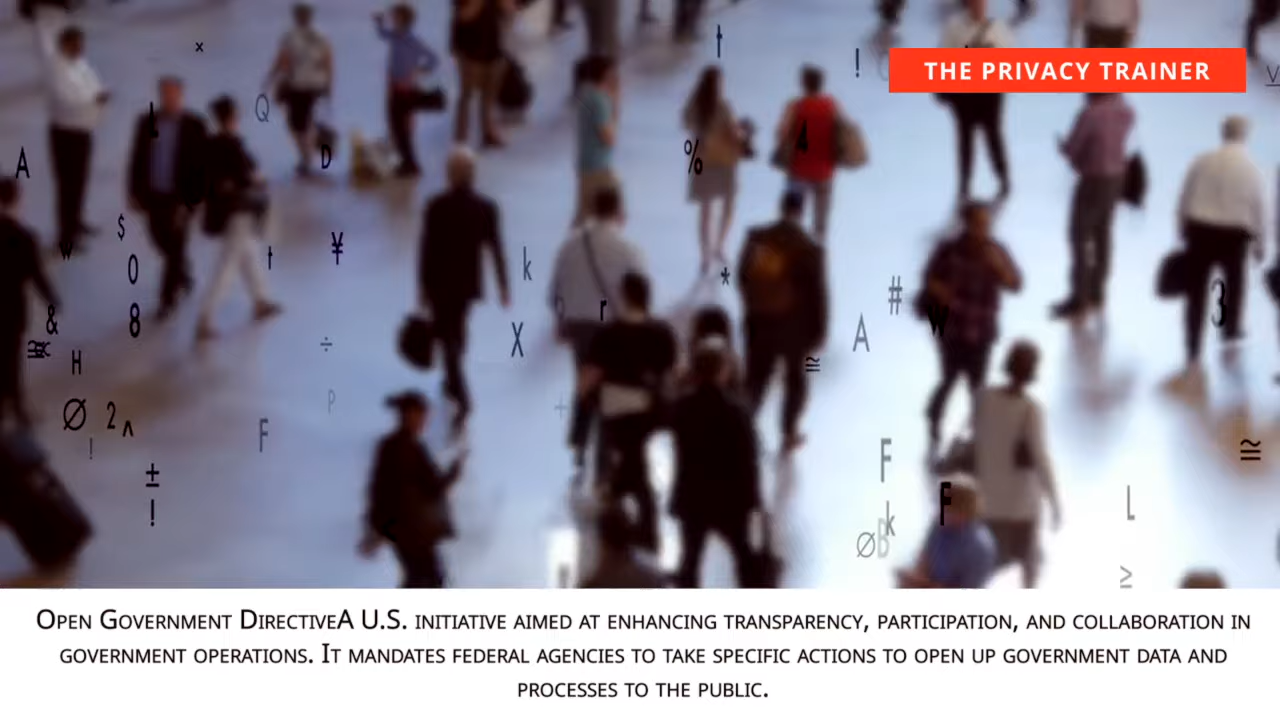 THE PRIVACY TRAINER
Open Government DirectiveA U.S. initiative aimed at enhancing transparency, participation, and collaboration in
government operations. It mandates federal agencies to take specific actions to open up government data and
processes to the public.